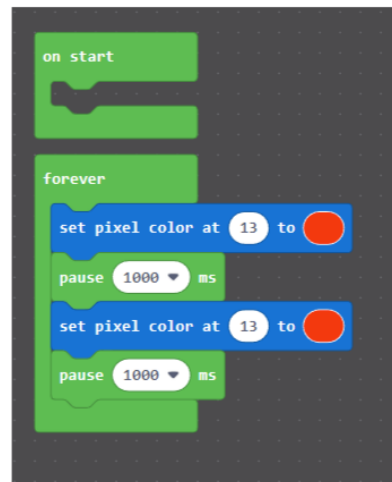 on start
forever
set pixel color at 13 to
pause 1000 ms
set pixel color at 13 to
pause 1000 ms